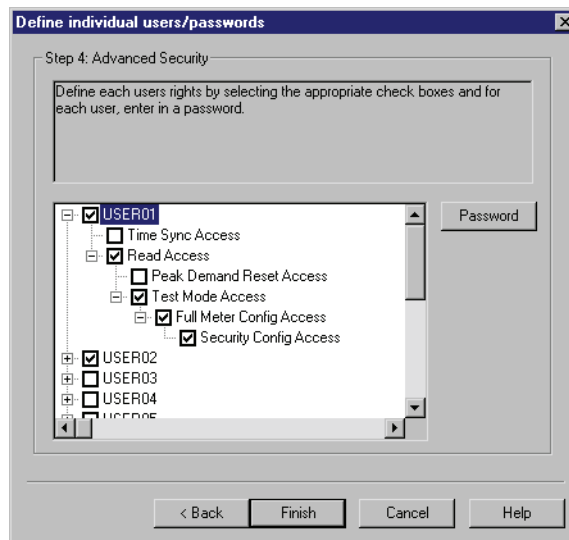 Define individual users/passwords
Step 4: Advanced Security
Define each users rights by selecting the appropriate check boxes and for
each user, enter in a password.
USER01
Password
Time Sync Access
Read Access
Peak Demand Reset Access
Test Mode Access
Full Meter Config Access
Security Config Access
USER02
USER03
USER04
USER05
< Back
Finish
Cancel
Help